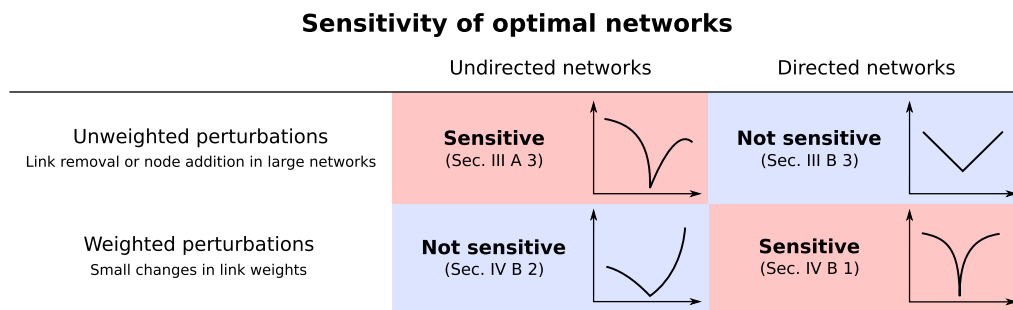 Sensitivity of optimal networks
Undirected networks
Directed networks
Unweighted perturbations
Link removal or node addition in large networks
Sensitive
(Sec. III A 3)
Not sensitive
(Sec. III B 3)
Weighted perturbations
Small changes in link weights
Not sensitive
(Sec. IV B 2)
Sensitive
(Sec. IV B 1)